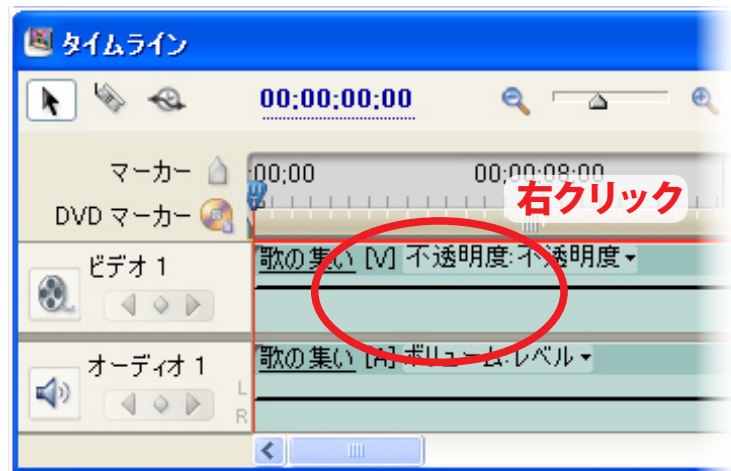 タイムライン
00;00;00;00
マーカー :00;00 00;00;08;00
右クリック
DVD マーカー
ビデオ 1 歌の集い [V] 不透明度:不透明度
オーディオ 1 歌の集い [A] ボリューム:レベル
L
R